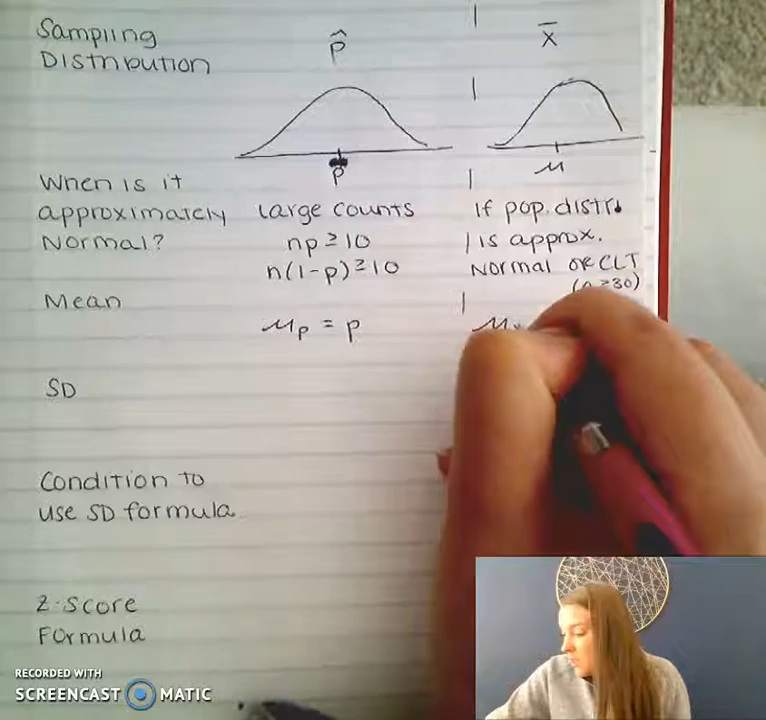 Sampling
Distribution
p̂
x̄
p
μ
When is it
approximately
Normal?
large counts
np ≥ 10
n(1-p) ≥ 10
If pop. distr.
is approx.
Normal or CLT
(n ≥ 30)
Mean
μp = p
μx
SD
Condition to
use SD formula
Z-score
Formula
RECORDED WITH
SCREENCAST MATIC